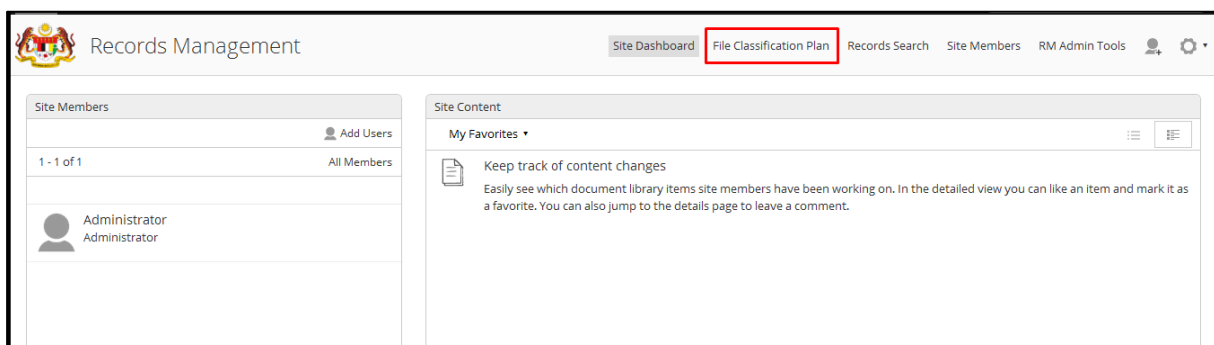 Records Management
Site Dashboard File Classification Plan Records Search Site Members RM Admin Tools
Site Members
Add Users
1 - 1 of 1 All Members
Administrator
Administrator
Site Content
My Favorites
Keep track of content changes
Easily see which document library items site members have been working on. In the detailed view you can like an item and mark it as
a favorite. You can also jump to the details page to leave a comment.